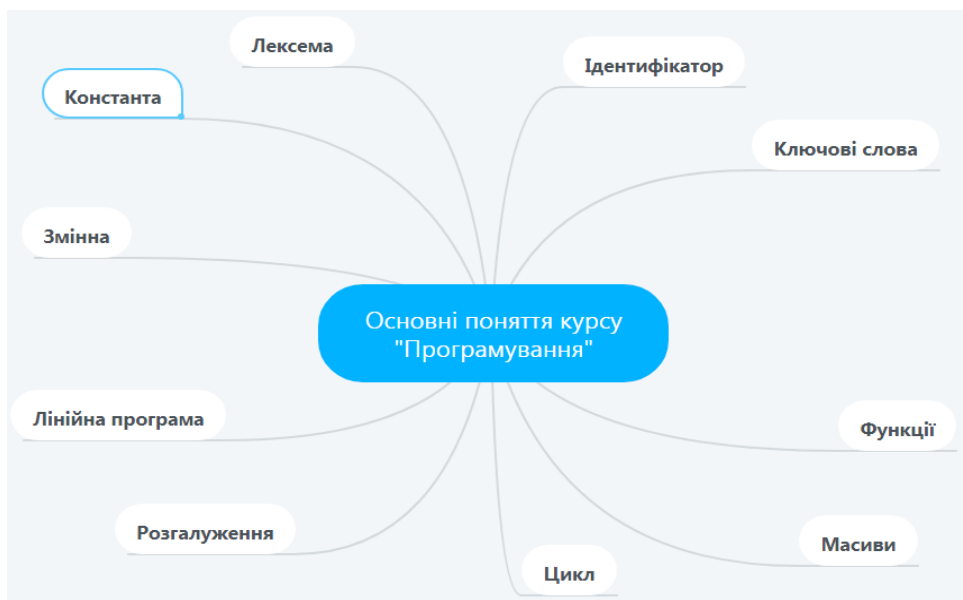 Лексема
Ідентифікатор
Константа
Ключові слова
Змінна
Основні поняття курсу
"Програмування"
Лінійна програма
Функції
Розгалуження
Масиви
Цикл